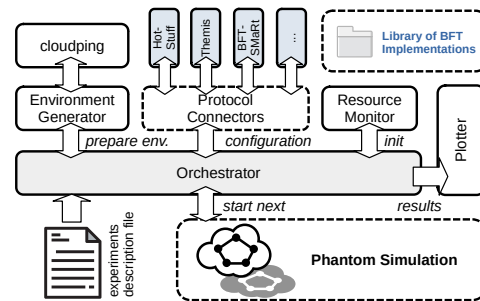 cloudping
Hot-
Stuff
Themis
BFT-
SMaRt
...
Library of BFT
Implementations
Environment
Generator
Protocol
Connectors
Resource
Monitor
Plotter
prepare env.
configuration
init
Orchestrator
start next
results
experiments
description file
Phantom Simulation